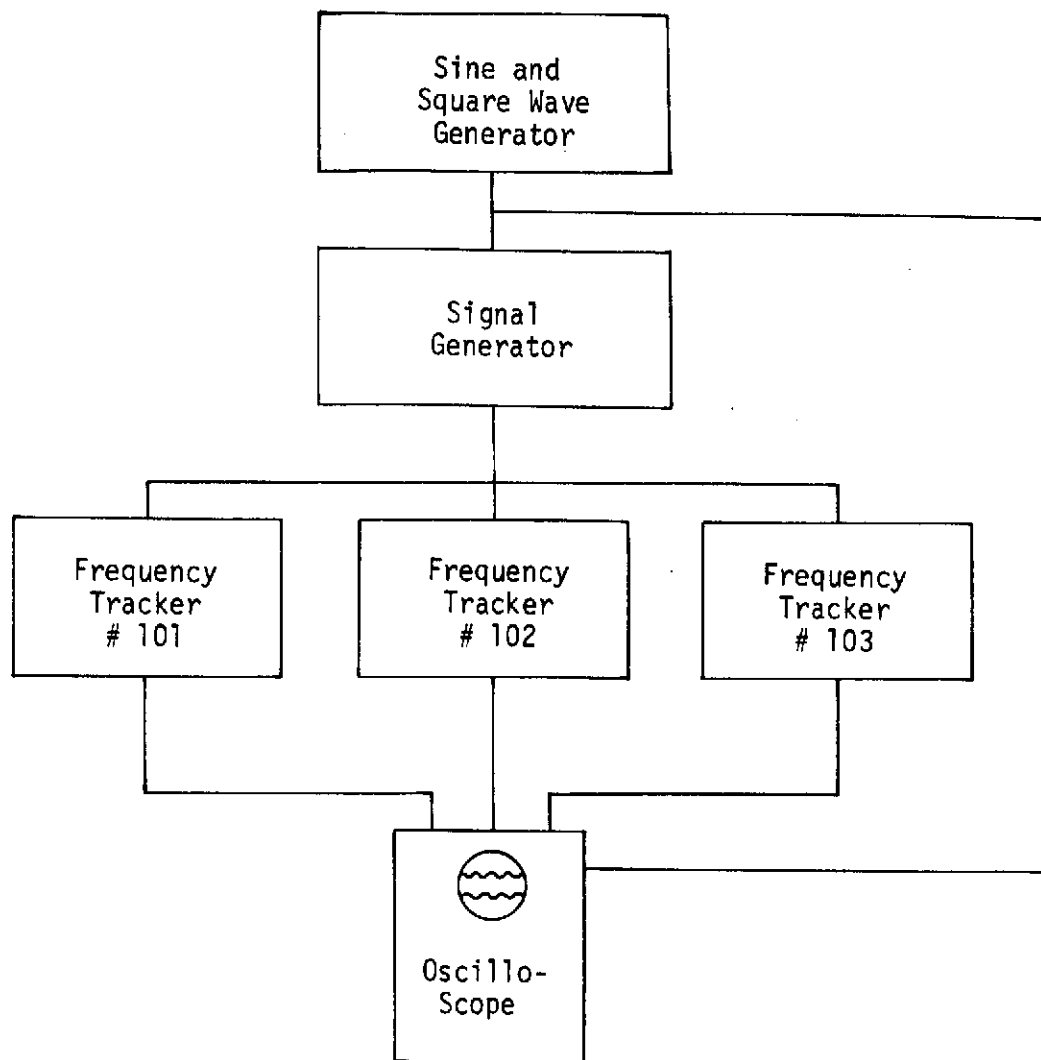 Sine and
Square Wave
Generator
Signal
Generator
Frequency
Tracker
# 101
Frequency
Tracker
# 102
Frequency
Tracker
# 103
Oscillo-
Scope